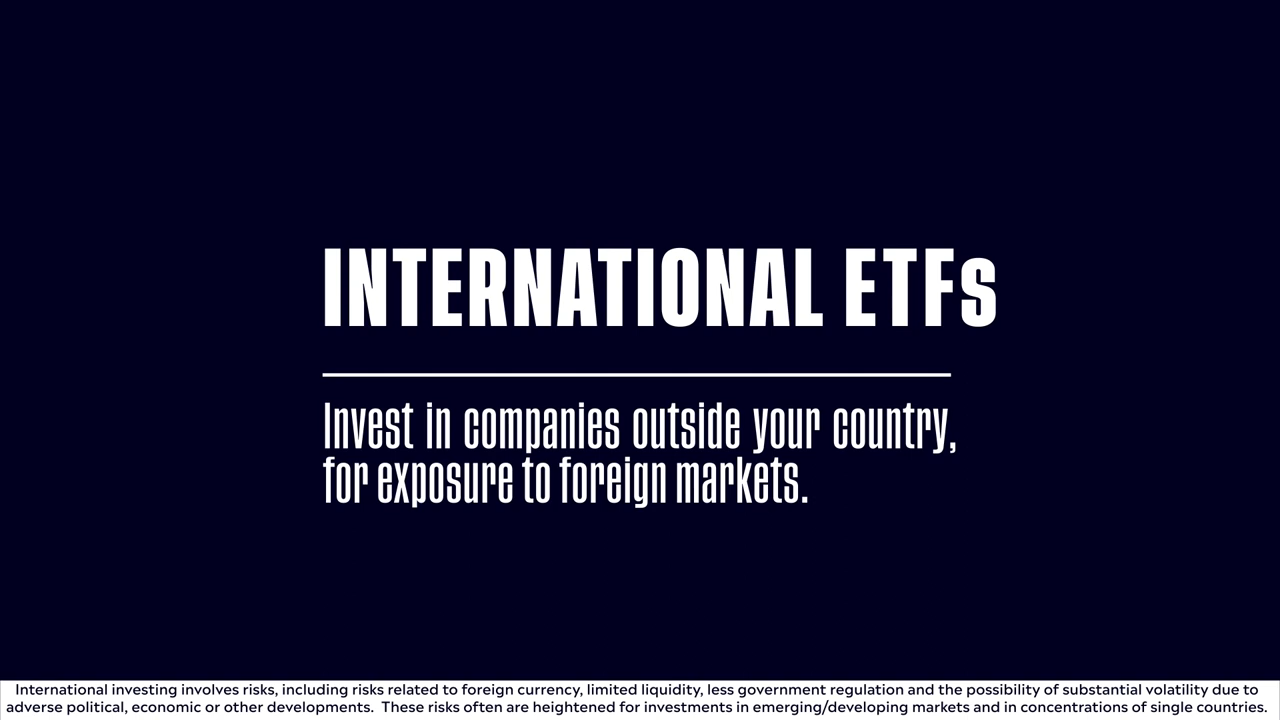 INTERNATIONAL ETFs
Invest in companies outside your country,
for exposure to foreign markets.
International investing involves risks, including risks related to foreign currency, limited liquidity, less government regulation and the possibility of substantial volatility due to
adverse political, economic or other developments.  These risks often are heightened for investments in emerging/developing markets and in concentrations of single countries.